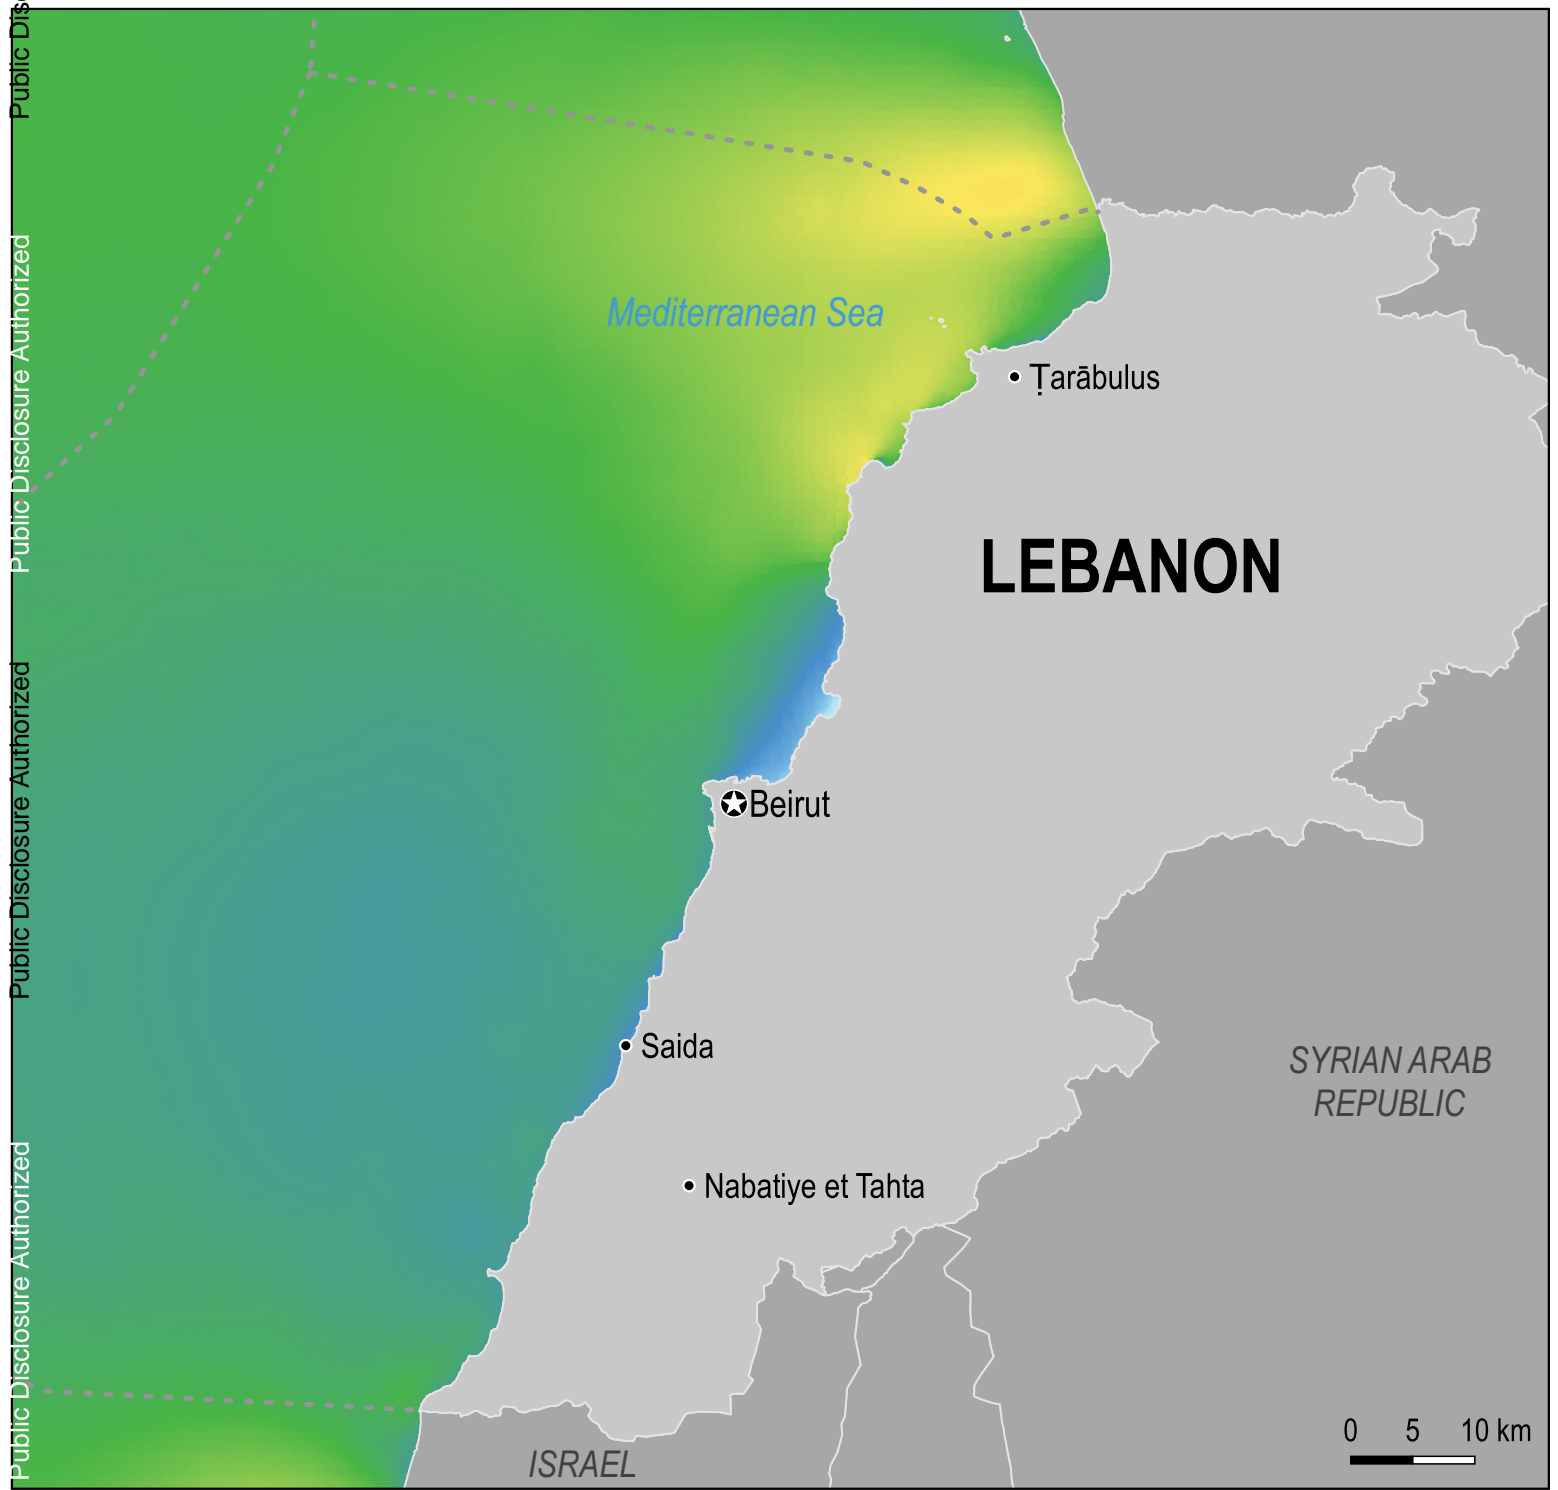 Public Disc
Public Disclosure Authorized
Public Disclosure Authorized
Public Disclosure Authorized
Mediterranean Sea
Ṭarābulus
LEBANON
Beirut
Saida
SYRIAN ARAB
REPUBLIC
Nabatiye et Tahta
ISRAEL
0 5 10 km